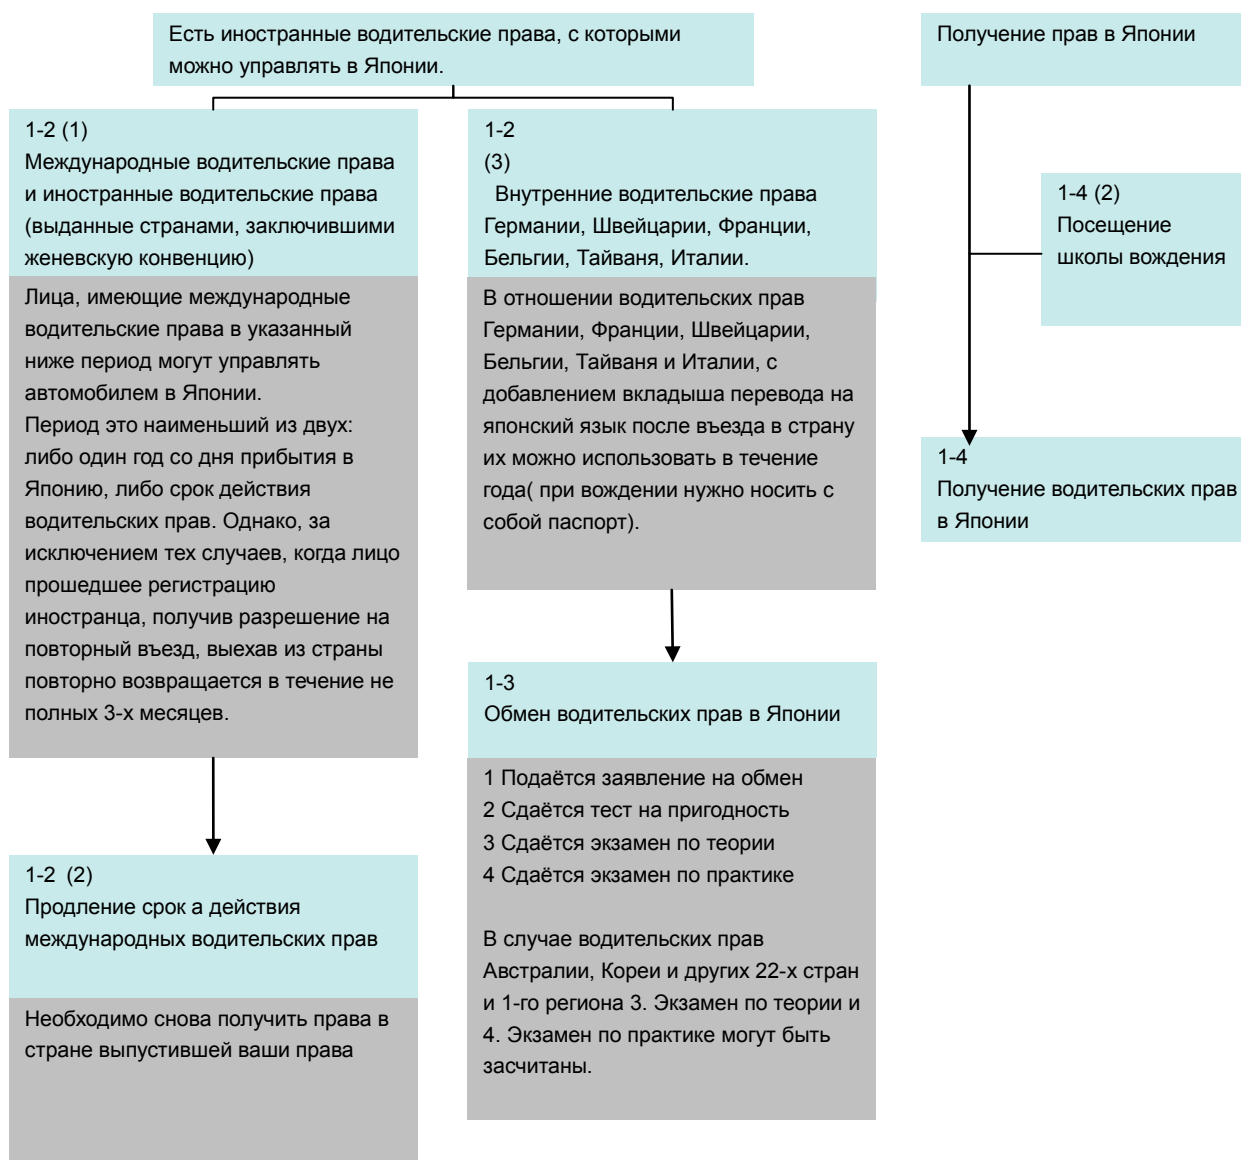 Есть иностранные водительские права, с которыми
можно управлять в Японии.
1-2 (1)
Международные водительские права
и иностранные водительские права
(выданные странами, заключившими
женевскую конвенцию)
Лица, имеющие международные
водительские права в указанный
ниже период могут управлять
автомобилем в Японии.
Период это наименьший из двух:
либо один год со дня прибытия в
Японию, либо срок действия
водительских прав. Однако, за
исключением тех случаев, когда лицо
прошедшее регистрацию
иностранца, получив разрешение на
повторный въезд, выехав из страны
повторно возвращается в течение не
полных 3-х месяцев.
1-2 (2)
Продление срок а действия
международных водительских прав
Необходимо снова получить права в
стране выпустившей ваши права
1-2
(3)
Внутренние водительские права
Германии, Швейцарии, Франции,
Бельгии, Тайваня, Италии.
В отношении водительских прав
Германии, Франции, Швейцарии,
Бельгии, Тайваня и Италии, с
добавлением вкладыша перевода на
японский язык после въезда в страну
их можно использовать в течение
года( при вождении нужно носить с
собой паспорт).
1-3
Обмен водительских прав в Японии
1 Подаётся заявление на обмен
2 Сдаётся тест на пригодность
3 Сдаётся экзамен по теории
4 Сдаётся экзамен по практике
В случае водительских прав
Австралии, Кореи и других 22-х стран
и 1-го региона 3. Экзамен по теории и
4. Экзамен по практике могут быть
засчитаны.
Получение прав в Японии
1-4 (2)
Посещение
школы вождения
1-4
Получение водительских прав
в Японии